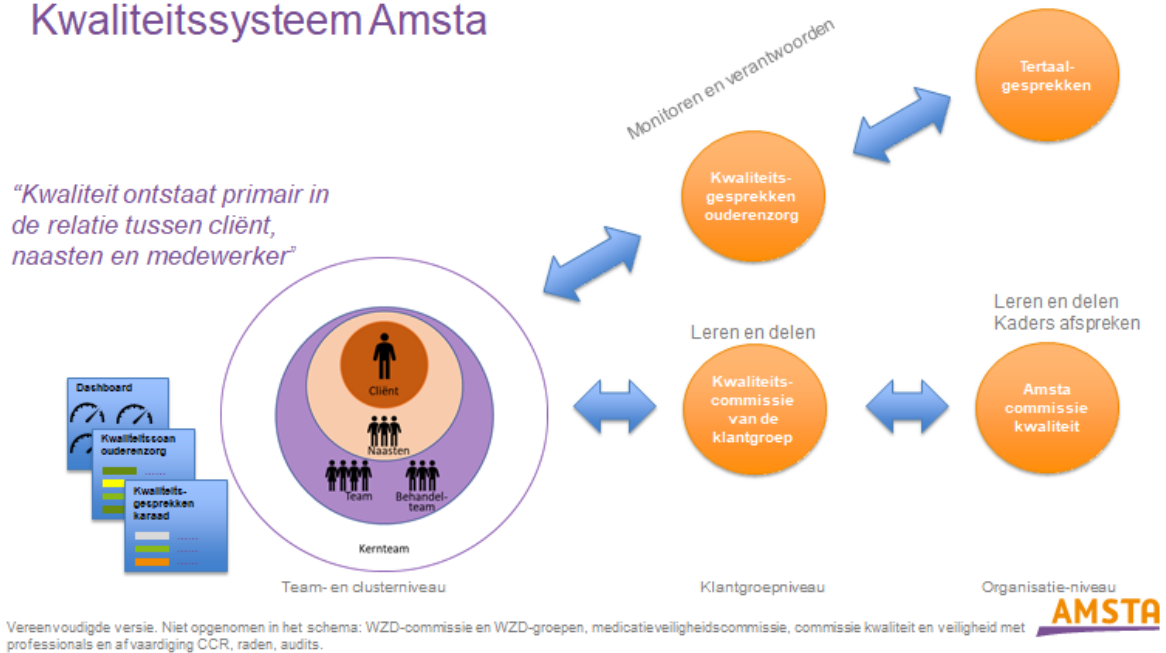 Kwaliteitssysteem Amsta
Monitoren en verantwoorden
Tertaal-
gesprekken
Kwaliteits-
gesprekken
ouderenzorg
“Kwaliteit ontstaat primair in
de relatie tussen cliënt,
naasten en medewerker”
Leren en delen
Leren en delen
Kaders afspreken
Dashboard
Kwaliteitsscan
ouderenzorg
Kwaliteits-
gesprekken
karaad
Cliënt
Naasten
Team
Behandel-
team
Kernteam
Kwaliteits-
commissie
van de
klantgroep
Amsta
commissie
kwaliteit
Team- en clusterniveau
Klantgroepniveau
Organisatie-niveau
AMSTA
Vereenvoudigde versie. Niet opgenomen in het schema: WZD-commissie en WZD-groepen, medicatieveiligheidscommissie, commissie kwaliteit en veiligheid met
professionals en afvaardiging CCR, raden, audits.